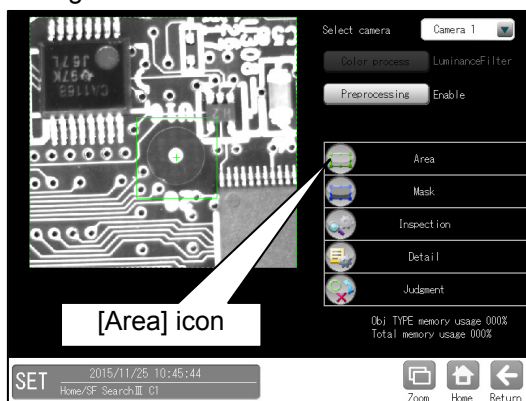 Select camera
Camera 1
Color process
LuminanceFilter
Preprocessing
Enable
Area
Mask
Inspection
Detail
Judgment
Obj TYPE memory usage 000%
Total memory usage 000%
[Area] icon
SET
2015/11/25 10:45:44
Home/SF SearchⅢ C1
Zoom
Home
Return